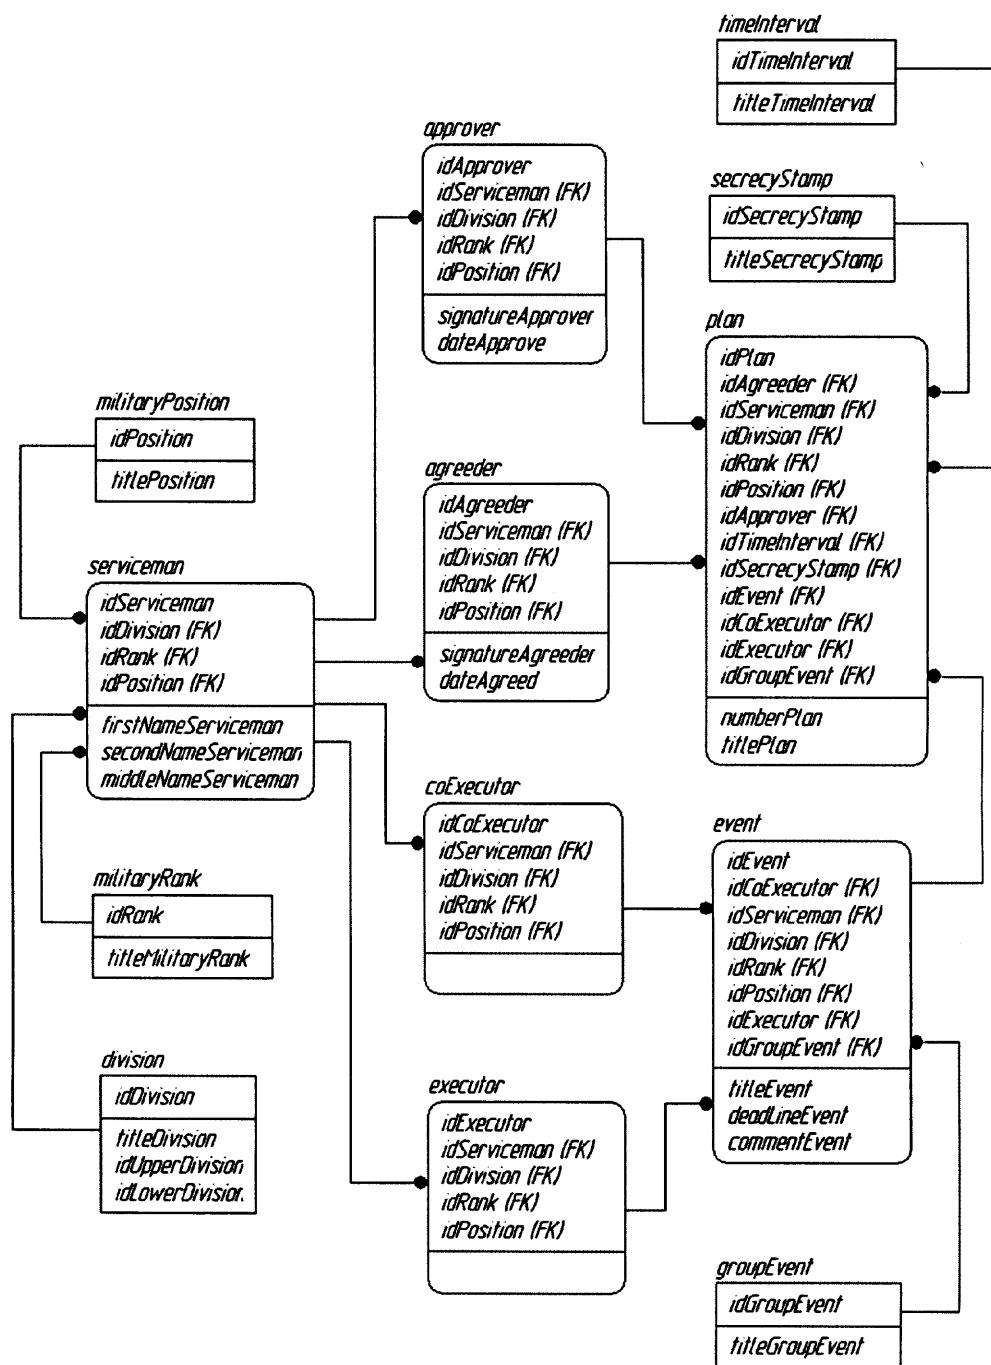 timeInterval
idTimeInterval
titleTimeInterval
approver
idApprover
idServiceman (FK)
idDivision (FK)
idRank (FK)
idPosition (FK)
signatureApprover
dateApprove
secrecyStamp
idSecrecyStamp
titleSecrecyStamp
plan
idPlan
idAgreeder (FK)
idServiceman (FK)
idDivision (FK)
idRank (FK)
idPosition (FK)
idApprover (FK)
idTimeInterval (FK)
idSecrecyStamp (FK)
idEvent (FK)
idCoExecutor (FK)
idExecutor (FK)
idGroupEvent (FK)
numberPlan
titlePlan
militaryPosition
idPosition
titlePosition
agreeder
idAgreeder
idServiceman (FK)
idDivision (FK)
idRank (FK)
idPosition (FK)
signatureAgreeder
dateAgreed
serviceman
idServiceman
idDivision (FK)
idRank (FK)
idPosition (FK)
firstNameServiceman
secondNameServiceman
middleNameServiceman
coExecutor
idCoExecutor
idServiceman (FK)
idDivision (FK)
idRank (FK)
idPosition (FK)
event
idEvent
idCoExecutor (FK)
idServiceman (FK)
idDivision (FK)
idRank (FK)
idPosition (FK)
idExecutor (FK)
idGroupEvent (FK)
titleEvent
deadLineEvent
commentEvent
militaryRank
idRank
titleMilitaryRank
division
idDivision
titleDivision
idUpperDivision
idLowerDivision
executor
idExecutor
idServiceman (FK)
idDivision (FK)
idRank (FK)
idPosition (FK)
groupEvent
idGroupEvent
titleGroupEvent